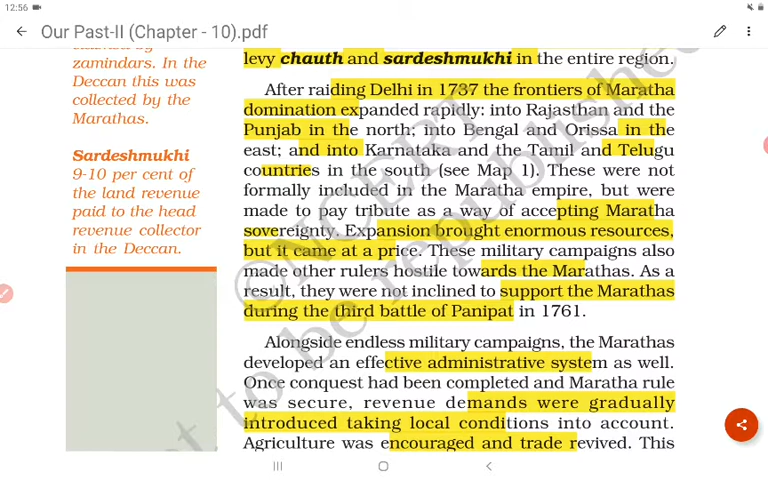 12:56
Our Past-II (Chapter - 10).pdf
zamindars. In the
Deccan this was
collected by the
Marathas.
Sardeshmukhi
9-10 per cent of
the land revenue
paid to the head
revenue collector
in the Deccan.
levy chauth and sardeshmukhi in the entire region.
After raiding Delhi in 1737 the frontiers of Maratha
domination expanded rapidly: into Rajasthan and the
Punjab in the north; into Bengal and Orissa in the
east; and into Karnataka and the Tamil and Telugu
countries in the south (see Map 1). These were not
formally included in the Maratha empire, but were
made to pay tribute as a way of accepting Maratha
sovereignty. Expansion brought enormous resources,
but it came at a price. These military campaigns also
made other rulers hostile towards the Marathas. As a
result, they were not inclined to support the Marathas
during the third battle of Panipat in 1761.
Alongside endless military campaigns, the Marathas
developed an effective administrative system as well.
Once conquest had been completed and Maratha rule
was secure, revenue demands were gradually
introduced taking local conditions into account.
Agriculture was encouraged and trade revived. This
©NCERT
not to be republished